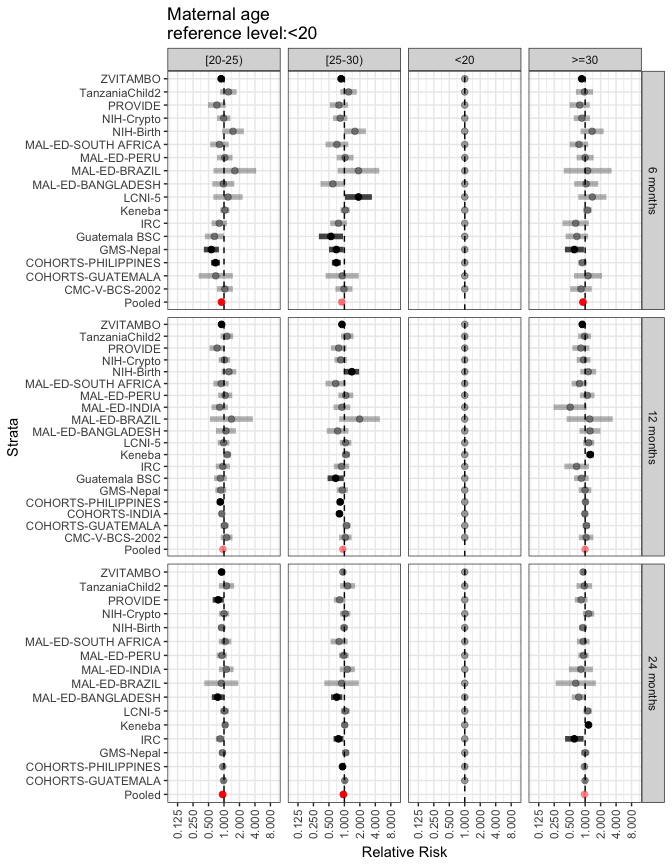 Maternal age
reference level:<20
[20-25)
[25-30)
<20
>=30
ZVITAMBO
TanzaniaChild2
PROVIDE
NIH-Crypto
NIH-Birth
MAL-ED-SOUTH AFRICA
MAL-ED-PERU
MAL-ED-BRAZIL
MAL-ED-BANGLADESH
LCNI-5
Keneba
IRC
Guatemala BSC
GMS-Nepal
COHORTS-PHILIPPINES
COHORTS-GUATEMALA
CMC-V-BCS-2002
Pooled
6 months
ZVITAMBO
TanzaniaChild2
PROVIDE
NIH-Crypto
NIH-Birth
MAL-ED-SOUTH AFRICA
MAL-ED-PERU
MAL-ED-INDIA
MAL-ED-BRAZIL
MAL-ED-BANGLADESH
LCNI-5
Keneba
IRC
Guatemala BSC
GMS-Nepal
COHORTS-PHILIPPINES
COHORTS-INDIA
COHORTS-GUATEMALA
CMC-V-BCS-2002
Pooled
12 months
Strata
ZVITAMBO
TanzaniaChild2
PROVIDE
NIH-Crypto
NIH-Birth
MAL-ED-SOUTH AFRICA
MAL-ED-PERU
MAL-ED-INDIA
MAL-ED-BRAZIL
MAL-ED-BANGLADESH
LCNI-5
Keneba
IRC
GMS-Nepal
COHORTS-PHILIPPINES
COHORTS-GUATEMALA
Pooled
24 months
0.125 0.250 0.500 1.000 2.000 4.000 8.000
0.125 0.250 0.500 1.000 2.000 4.000 8.000
0.125 0.250 0.500 1.000 2.000 4.000 8.000
0.125 0.250 0.500 1.000 2.000 4.000 8.000
Relative Risk